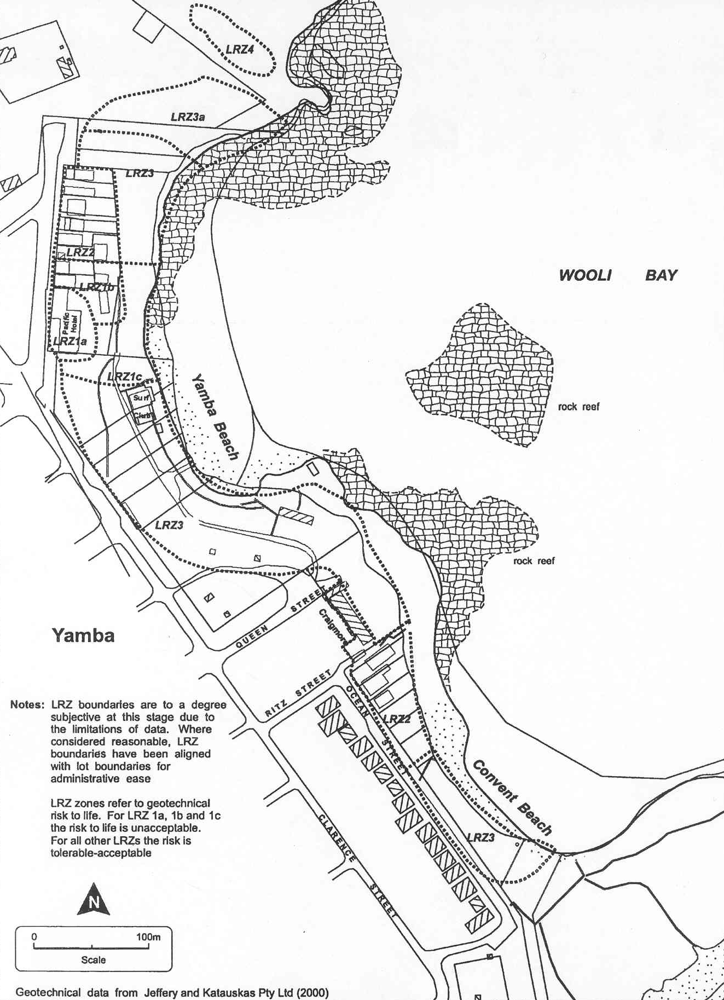 LRZ4
LRZ3a
LRZ3
LRZ2
LRZ1b
Pacific
Hotel
LRZ1a
LRZ1c
Surf
Club
Yamba Beach
WOOLI BAY
rock reef
rock reef
LRZ3
QUEEN STREET
Craigmore
Yamba
RITZ STREET
OCEAN STREET
LRZ2
Convent Beach
LRZ3
CLARENCE STREET
Notes: LRZ boundaries are to a degree
subjective at this stage due to
the limitations of data. Where
considered reasonable, LRZ
boundaries have been aligned
with lot boundaries for
administrative ease
LRZ zones refer to geotechnical
risk to life. For LRZ 1a, 1b and 1c
the risk to life is unacceptable.
For all other LRZs the risk is
tolerable-acceptable
N
0 100m
Scale
Geotechnical data from Jeffery and Katauskas Pty Ltd (2000)